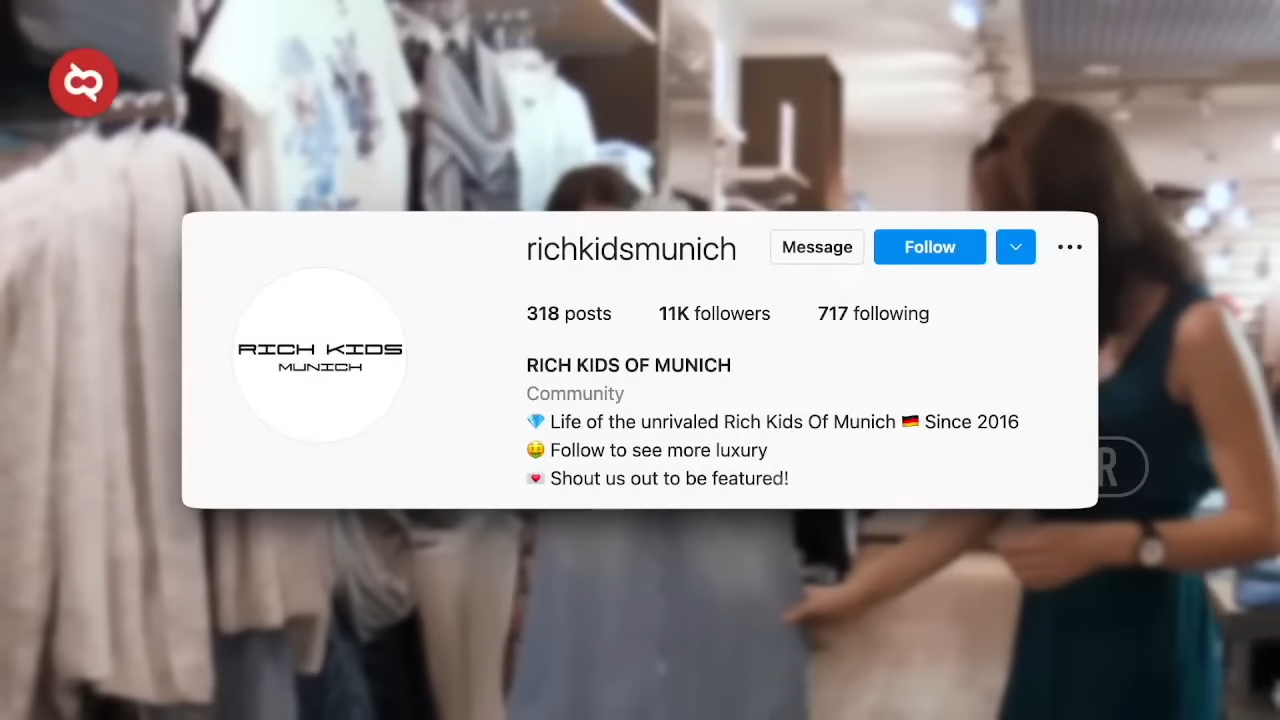 richkidsmunich Message Follow
318 posts 11K followers 717 following
RICH KIDS
MUNICH
RICH KIDS OF MUNICH
Community
💎 Life of the unrivaled Rich Kids Of Munich 🇩🇪 Since 2016
🤑 Follow to see more luxury
💌 Shout us out to be featured!
R